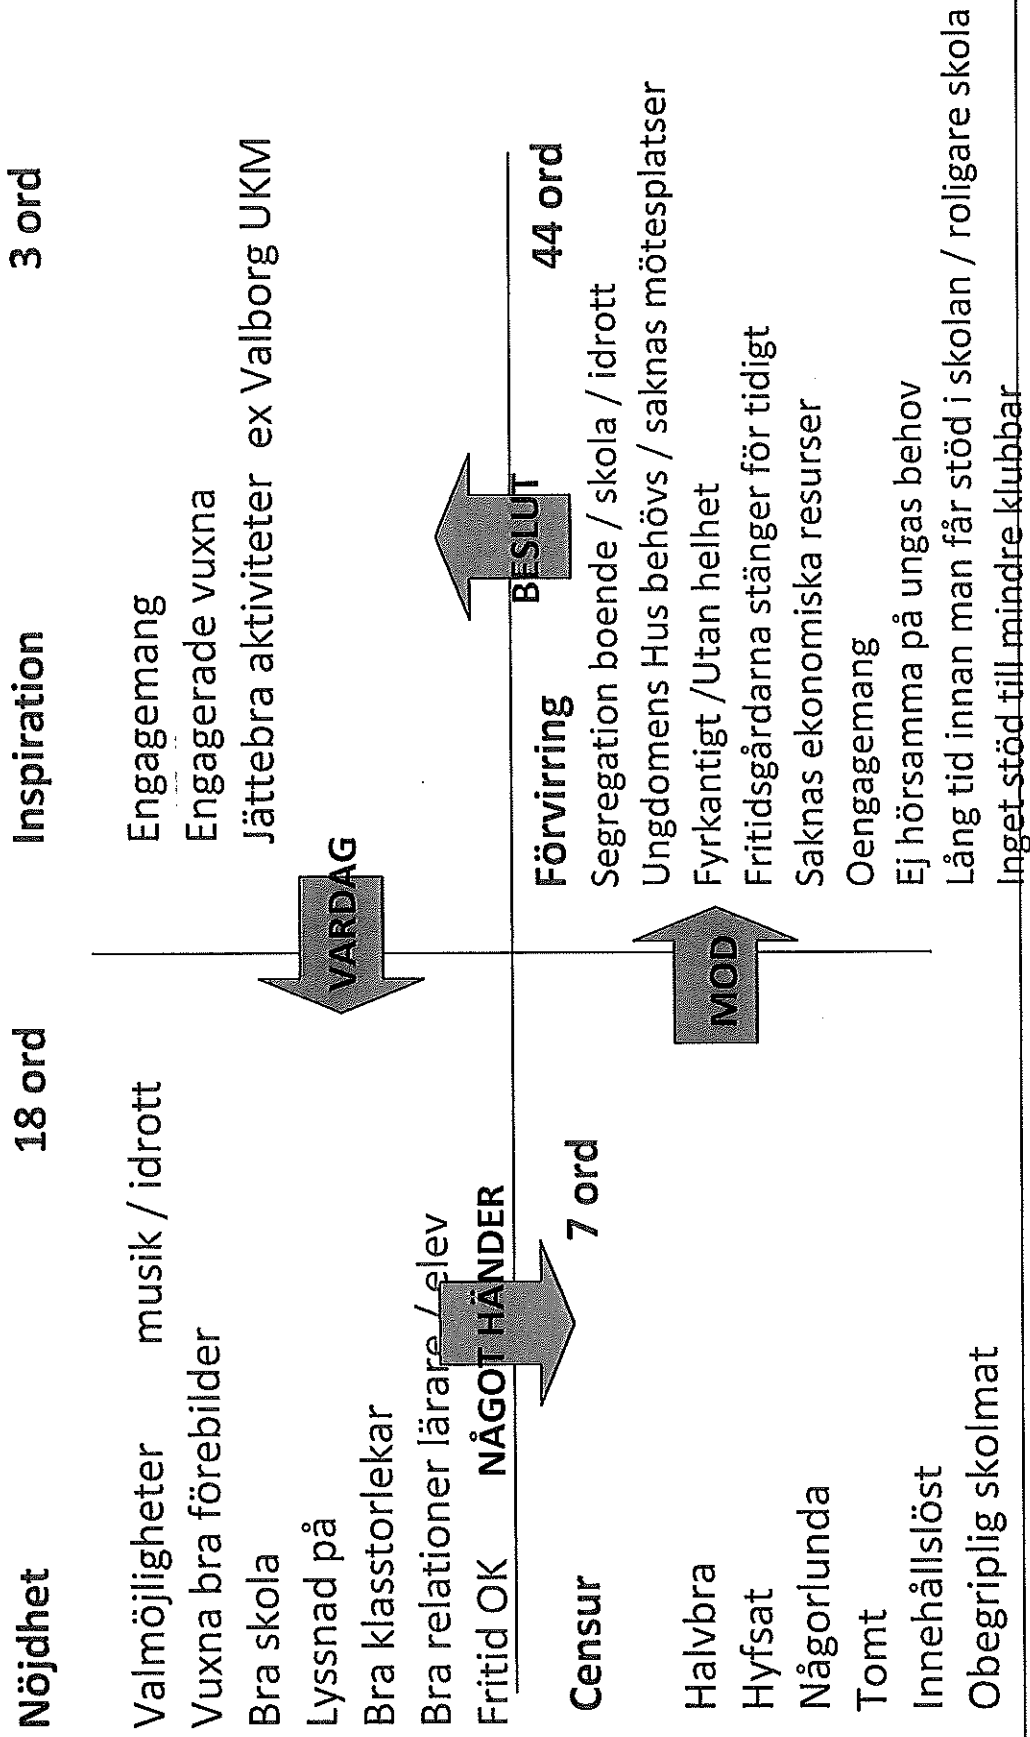 Nöjdhet 18 ord
Valmöjligheter musik / idrott
Vuxna bra förebilder
Bra skola
Lyssnad på
Bra klasstorlekar
Bra relationer lärare / elev
Fritid OK
NÅGOT HÄNDER
Inspiration 3 ord
Engagemang
Engagerade vuxna
Jättebra aktiviteter ex Valborg UKM
VARDAG
BESLUT
Censur 7 ord
Halvbra
Hyfsat
Någorlunda
Tomt
Innehållslöst
Obegriplig skolmat
MOD
Förvirring 44 ord
Segregation boende / skola / idrott
Ungdomens Hus behövs / saknas mötesplatser
Fyrkantigt /Utan helhet
Fritidsgårdarna stänger för tidigt
Saknas ekonomiska resurser
Oengagemang
Ej hörsamma på ungas behov
Lång tid innan man får stöd i skolan / roligare skola
Inget stöd till mindre klubbar